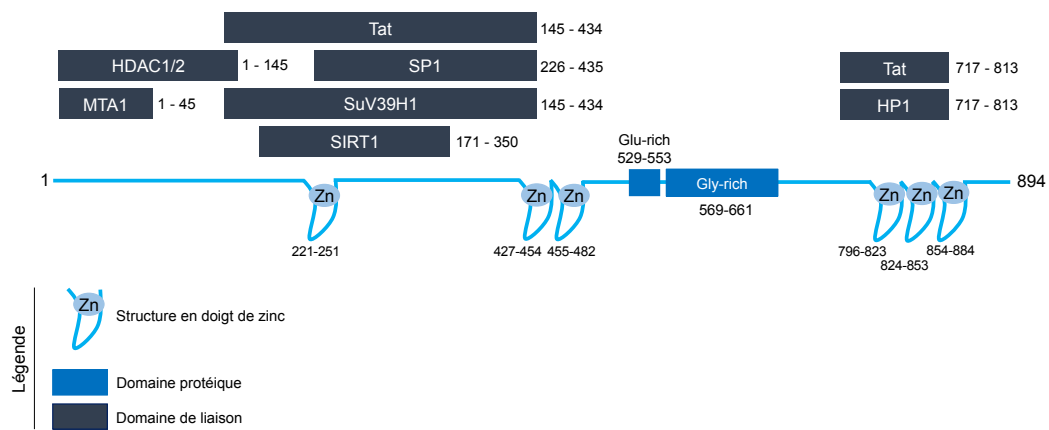 Tat 145 - 434
HDAC1/2 1 - 145 SP1 226 - 435 Tat 717 - 813
MTA1 1 - 45 SuV39H1 145 - 434 HP1 717 - 813
SIRT1 171 - 350
Glu-rich
529-553
1 Zn Zn Zn Gly-rich Zn Zn Zn 894
569-661
221-251 427-454 455-482 796-823 854-884
824-853
Légende
Zn
Structure en doigt de zinc
Domaine protéique
Domaine de liaison